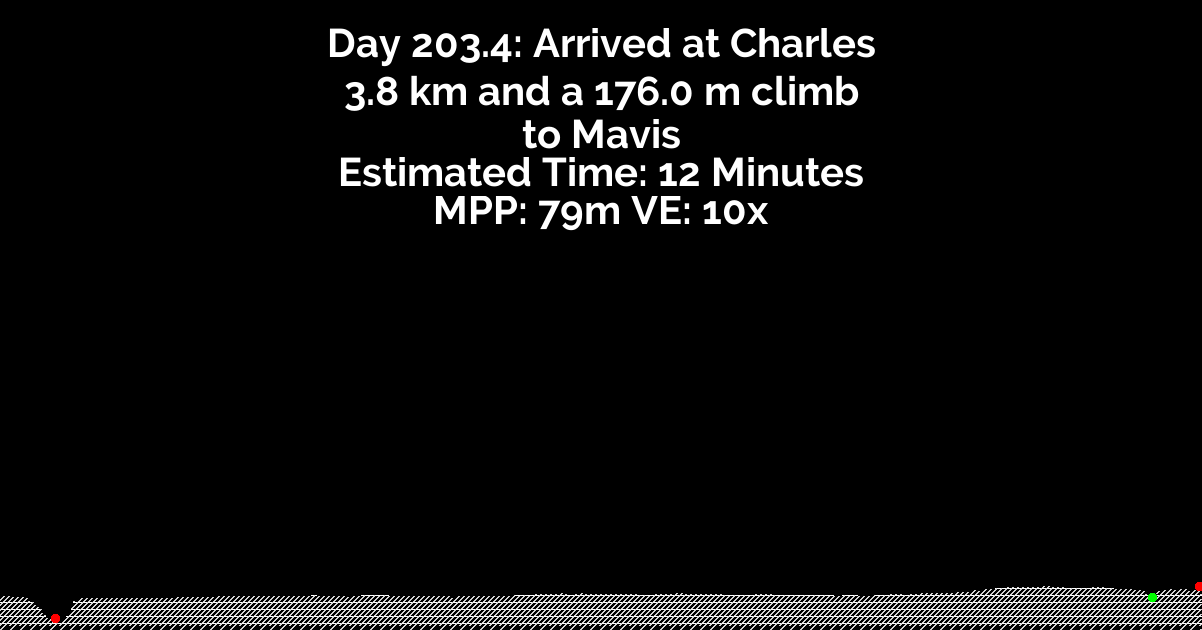 Day 203.4: Arrived at Charles
3.8 km and a 176.0 m climb
to Mavis
Estimated Time: 12 Minutes
MPP: 79m VE: 10x